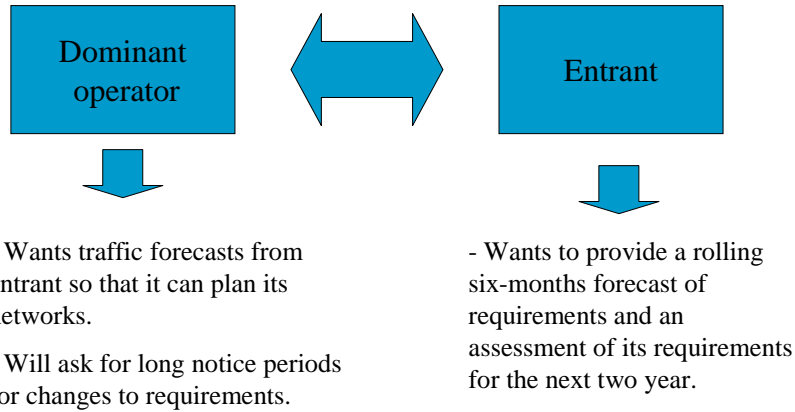 Dominant
operator
Entrant
Wants traffic forecasts from
ntrant so that it can plan its
etworks.
Will ask for long notice periods
or changes to requirements.
- Wants to provide a rolling
six-months forecast of
requirements and an
assessment of its requirements
for the next two year.